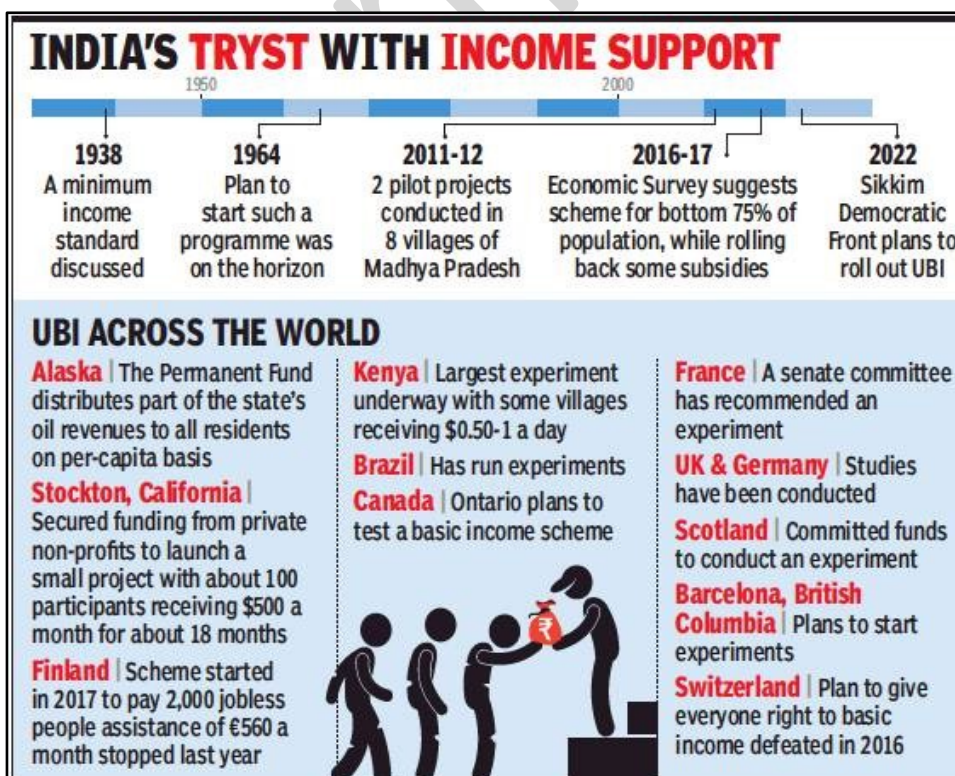 INDIA'S TRYST WITH INCOME SUPPORT
1950
2000
1938
A minimum
income
standard
discussed
1964
Plan to
start such a
programme was
on the horizon
2011-12
2 pilot projects
conducted in
8 villages of
Madhya Pradesh
2016-17
Economic Survey suggests
scheme for bottom 75% of
population, while rolling
back some subsidies
2022
Sikkim
Democratic
Front plans to
roll out UBI
UBI ACROSS THE WORLD
Alaska | The Permanent Fund
distributes part of the state's
oil revenues to all residents
on per-capita basis
Stockton, California |
Secured funding from private
non-profits to launch a
small project with about 100
participants receiving $500 a
month for about 18 months
Finland | Scheme started
in 2017 to pay 2,000 jobless
people assistance of €560 a
month stopped last year
Kenya | Largest experiment
underway with some villages
receiving $0.50-1 a day
Brazil | Has run experiments
Canada | Ontario plans to
test a basic income scheme
₹
France | A senate committee
has recommended an
experiment
UK & Germany | Studies
have been conducted
Scotland | Committed funds
to conduct an experiment
Barcelona, British
Columbia | Plans to start
experiments
Switzerland | Plan to give
everyone right to basic
income defeated in 2016